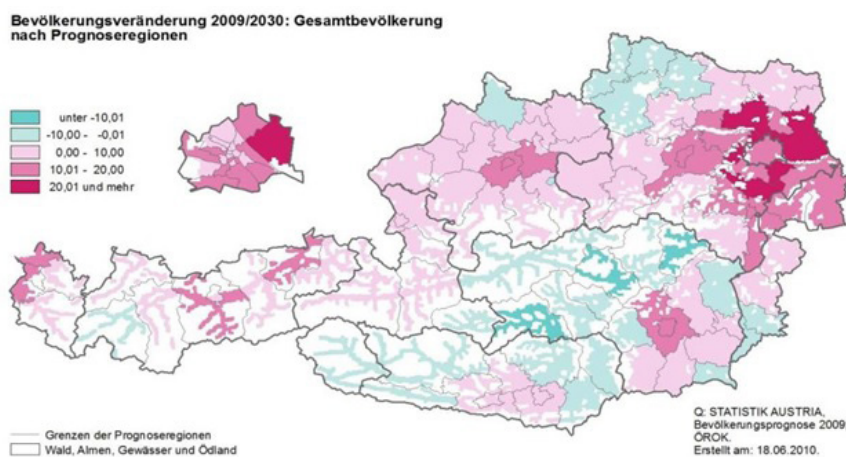 Bevölkerungsveränderung 2009/2030: Gesamtbevölkerung
nach Prognoseregionen
unter -10,01
-10,00 - -0,01
0,00 - 10,00
10,01 - 20,00
20,01 und mehr
Grenzen der Prognoseregionen
Wald, Almen, Gewässer und Ödland
Q: STATISTIK AUSTRIA,
Bevölkerungsprognose 2009
ÖROK.
Erstellt am: 18.06.2010.